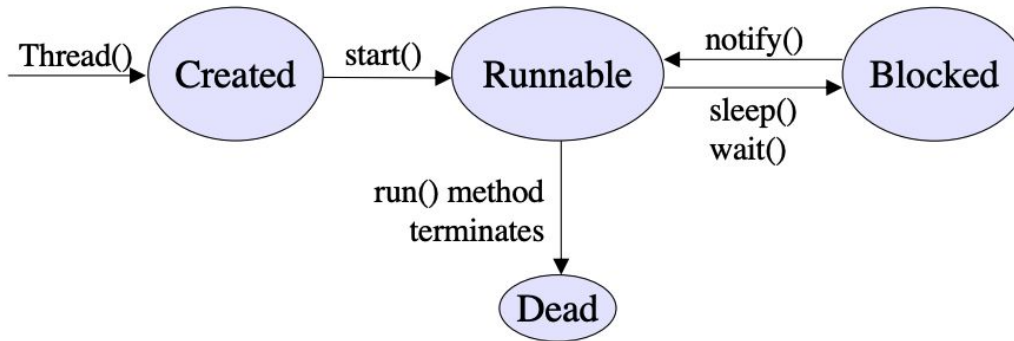 Thread()
Created
start()
Runnable
notify()
sleep()
wait()
Blocked
run() method
terminates
Dead